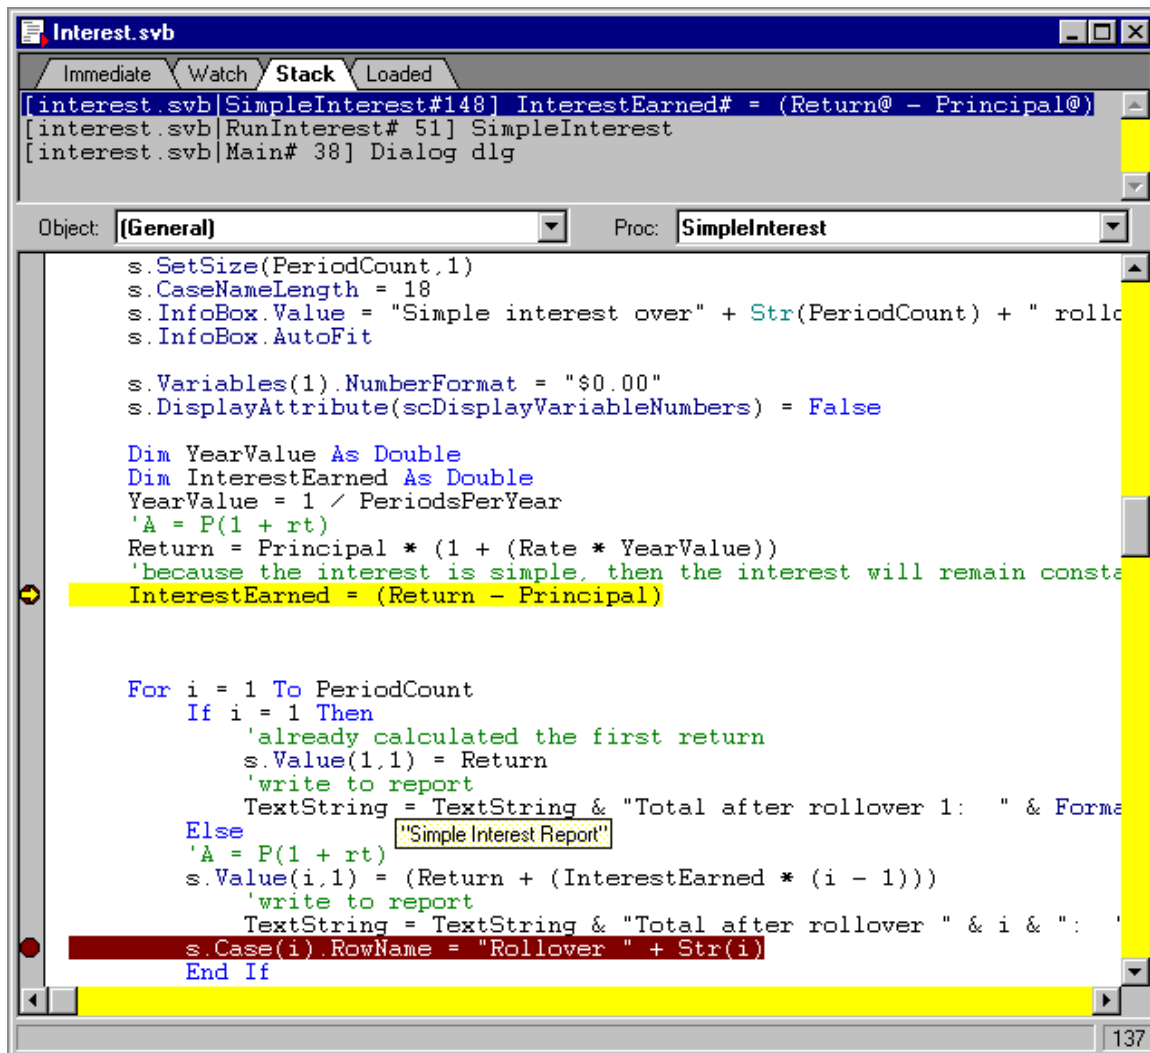 Interest.svb
Immediate Watch Stack Loaded
[interest.svb|SimpleInterest#148] InterestEarned# = (Return@ - Principal@)
[interest.svb|RunInterest# 51] SimpleInterest
[interest.svb|Main# 38] Dialog dlg
Object: (General) Proc: SimpleInterest
s.SetSize(PeriodCount,1)
s.CaseNameLength = 18
s.InfoBox.Value = "Simple interest over" + Str(PeriodCount) + " rollo
s.InfoBox.AutoFit
s.Variables(1).NumberFormat = "$0.00"
s.DisplayAttribute(scDisplayVariableNumbers) = False
Dim YearValue As Double
Dim InterestEarned As Double
YearValue = 1 / PeriodsPerYear
'A = P(1 + rt)
Return = Principal * (1 + (Rate * YearValue))
'because the interest is simple, then the interest will remain consta
InterestEarned = (Return - Principal)
For i = 1 To PeriodCount
If i = 1 Then
'already calculated the first return
s.Value(1,1) = Return
'write to report
TextString = TextString & "Total after rollover 1:  " & Forma
Else
"Simple Interest Report"
'A = P(1 + rt)
s.Value(i,1) = (Return + (InterestEarned * (i - 1)))
'write to report
TextString = TextString & "Total after rollover " & i & ":  "
s.Case(i).RowName = "Rollover " + Str(i)
End If
137